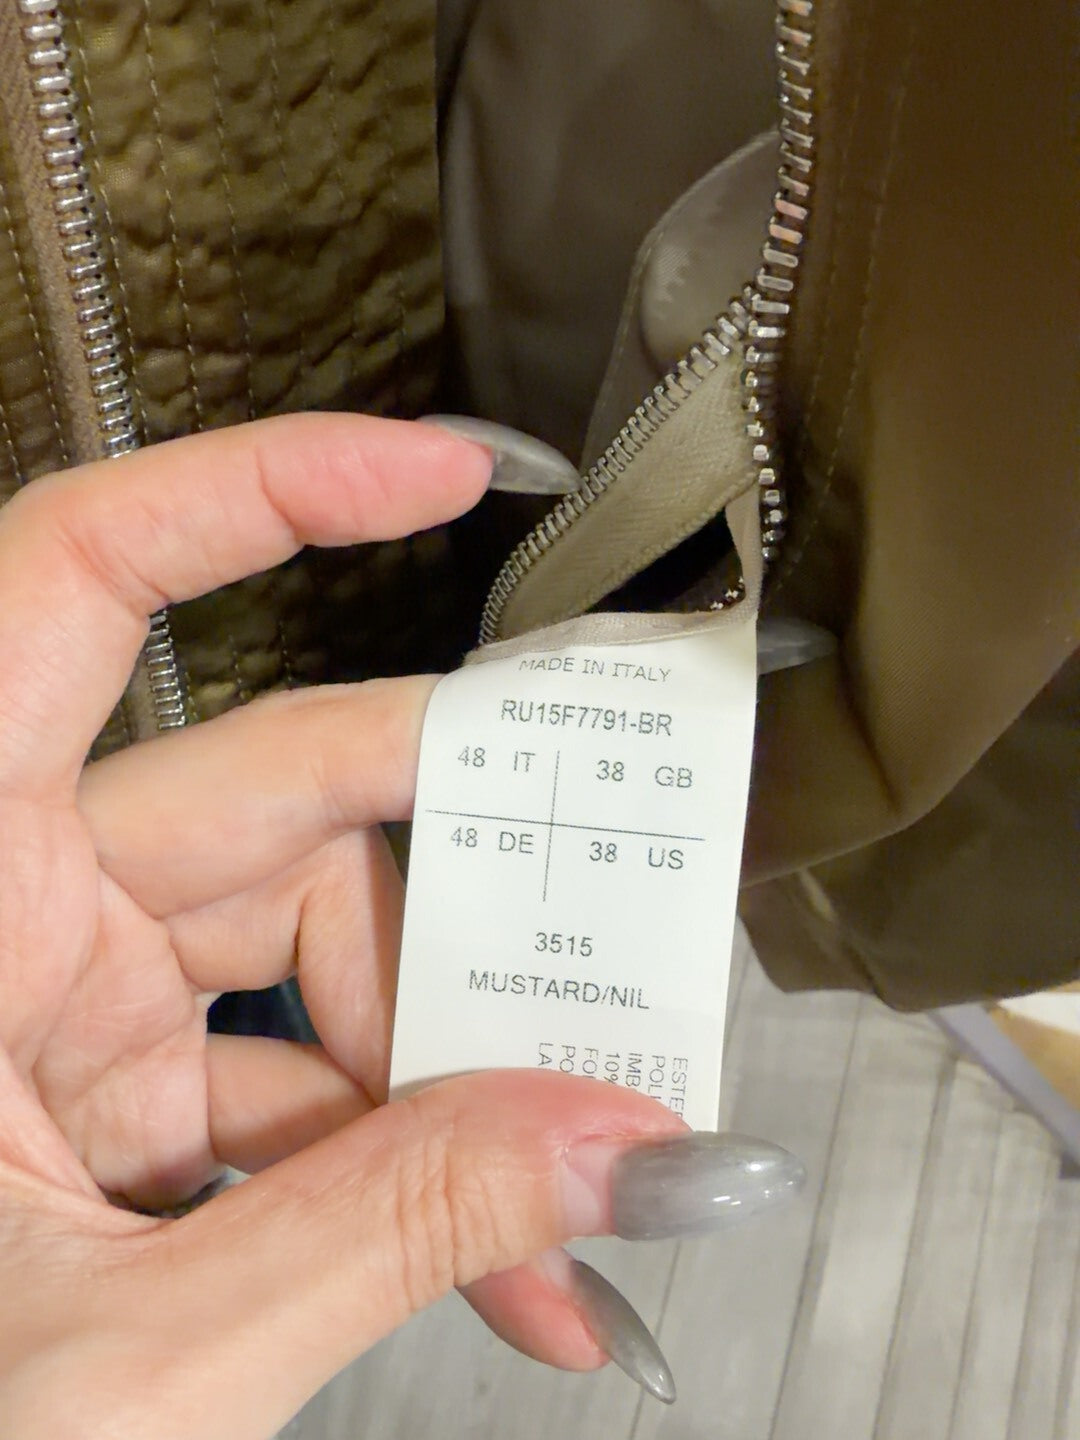 MADE IN ITALY
RU15F7791-BR
48 IT 38 GB
48 DE 38 US
3515
MUSTARD/NIL